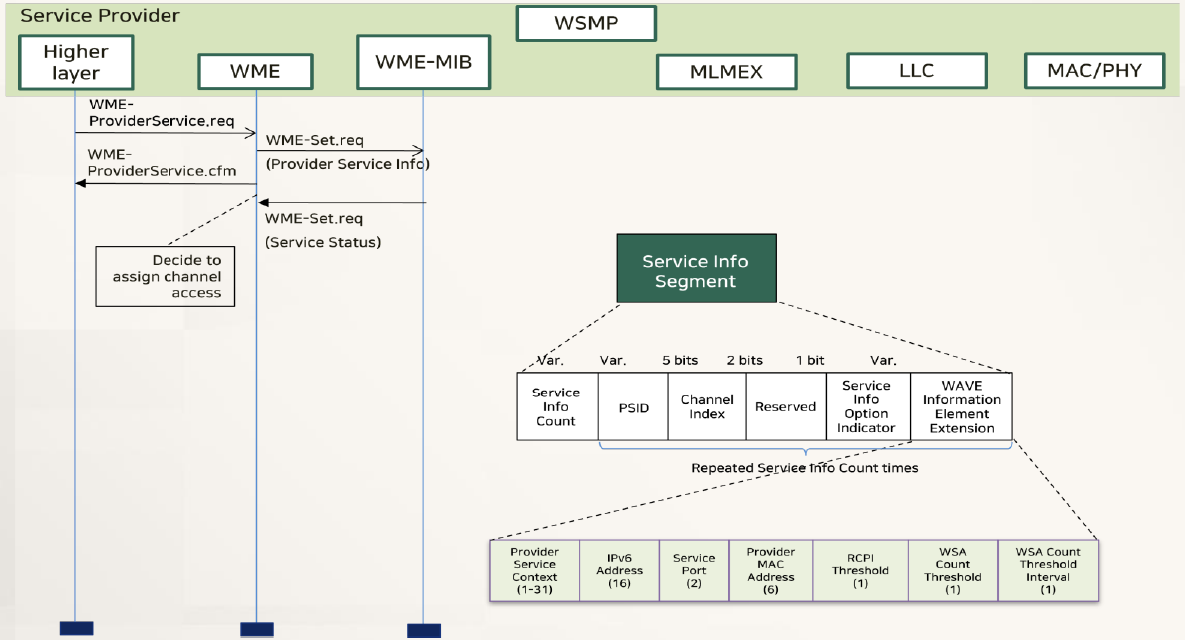 Service Provider
Higher
layer
WME
WME-MIB
WSMP
MLMEX
LLC
MAC/PHY
WME-
ProviderService.req
WME-Set.req
(Provider Service Info)
WME-
ProviderService.cfm
WME-Set.req
(Service Status)
Decide to
assign channel
access
Service Info
Segment
Var.
Var.
5 bits
2 bits
1 bit
Var.
Service
Info
Count
PSID
Channel
Index
Reserved
Service
Info
Option
Indicator
WAVE
Information
Element
Extension
Repeated Service Info Count times
Provider
Service
Context
(1-31)
IPv6
Address
(16)
Service
Port
(2)
Provider
MAC
Address
(6)
RCPI
Threshold
(1)
WSA
Count
Threshold
(1)
WSA Count
Threshold
Interval
(1)